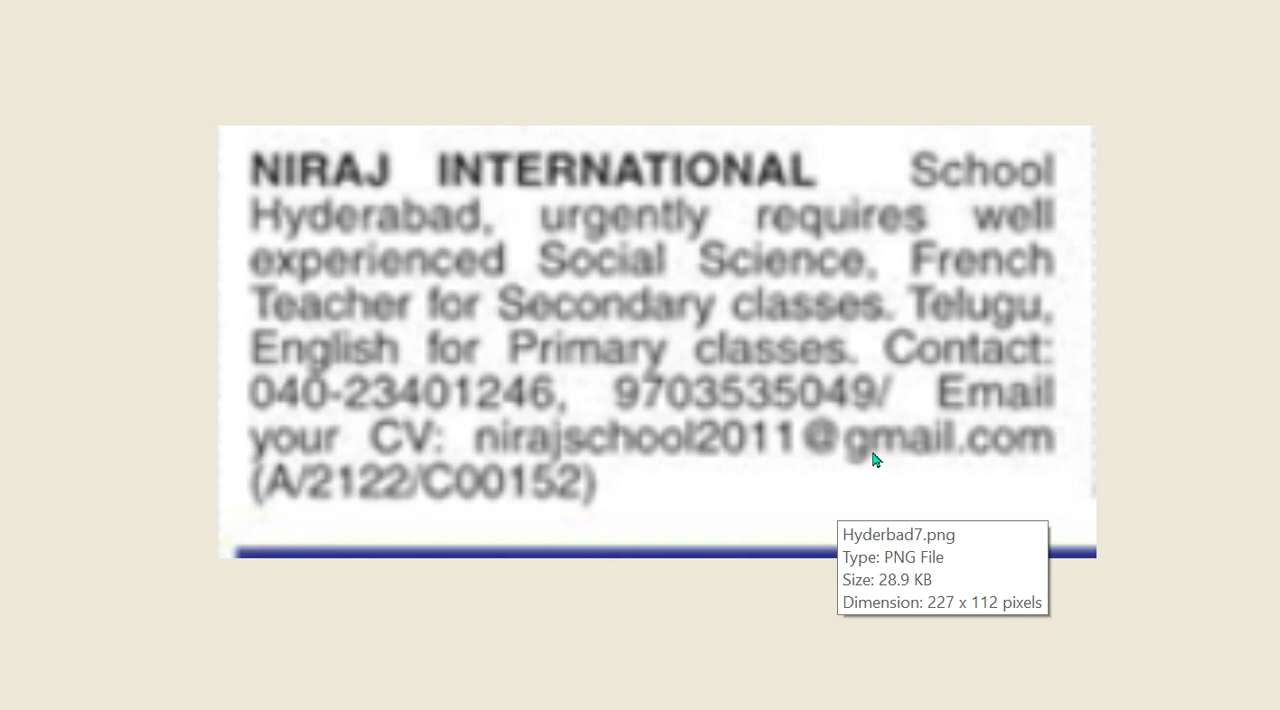 NIRAJ INTERNATIONAL School
Hyderabad, urgently requires well
experienced Social Science, French
Teacher for Secondary classes. Telugu,
English for Primary classes. Contact:
040-23401246, 9703535049/ Email
your CV: nirajschool2011@gmail.com
(A/2122/C00152)
Hyderbad7.png
Type: PNG File
Size: 28.9 KB
Dimension: 227 x 112 pixels